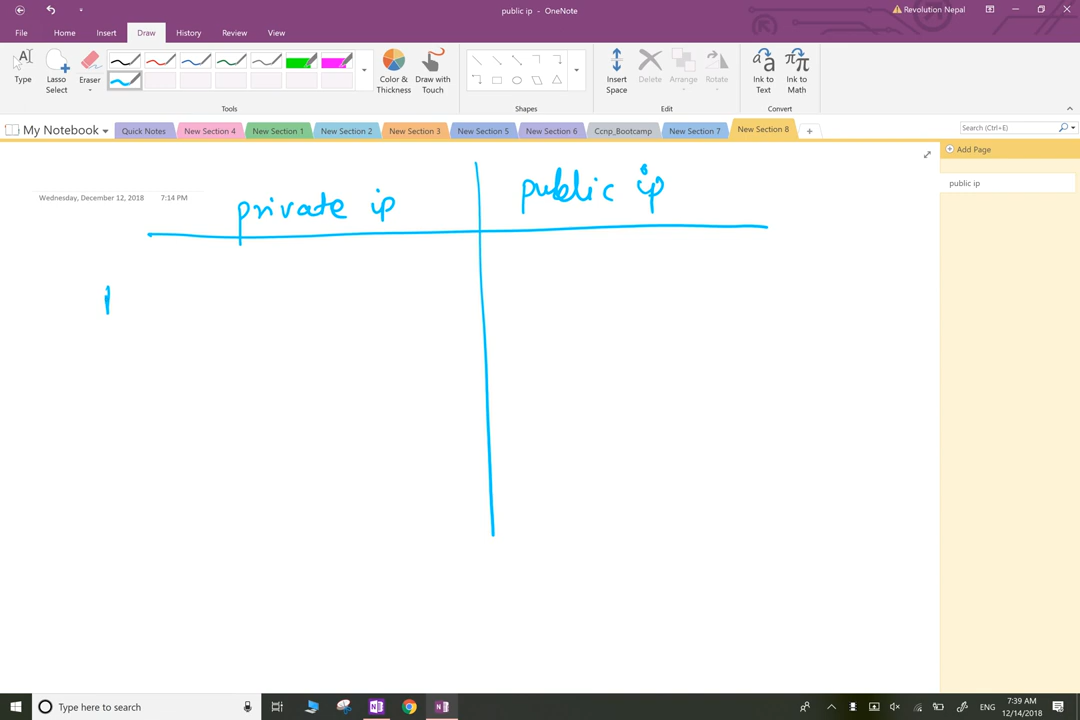 public ip - OneNote
Revolution Nepal
File Home Insert Draw History Review View
Type
Lasso Select
Eraser
Color & Thickness
Draw with Touch
Insert Space
Delete
Arrange
Rotate
Ink to Text
Ink to Math
Tools Shapes Edit Convert
My Notebook Quick Notes New Section 4 New Section 1 New Section 2 New Section 3 New Section 5 New Section 6 Ccnp_Bootcamp New Section 7 New Section 8 Search (Ctrl+E)
Add Page
public ip
Wednesday, December 12, 2018 7:14 PM
private ip public ip
Type here to search
ENG
7:39 AM
12/14/2018